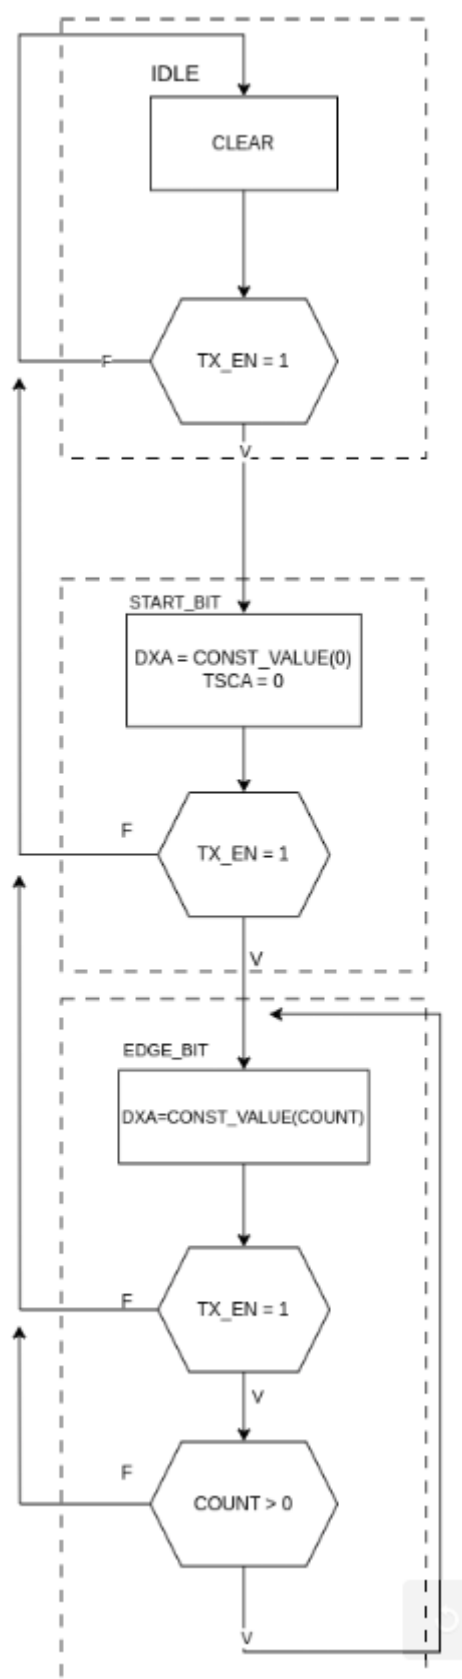 IDLE
CLEAR
TX_EN = 1
F
V
START_BIT
DXA = CONST_VALUE(0)
TSCA = 0
F
TX_EN = 1
V
EDGE_BIT
DXA=CONST_VALUE(COUNT)
F
TX_EN = 1
V
F
COUNT > 0
V